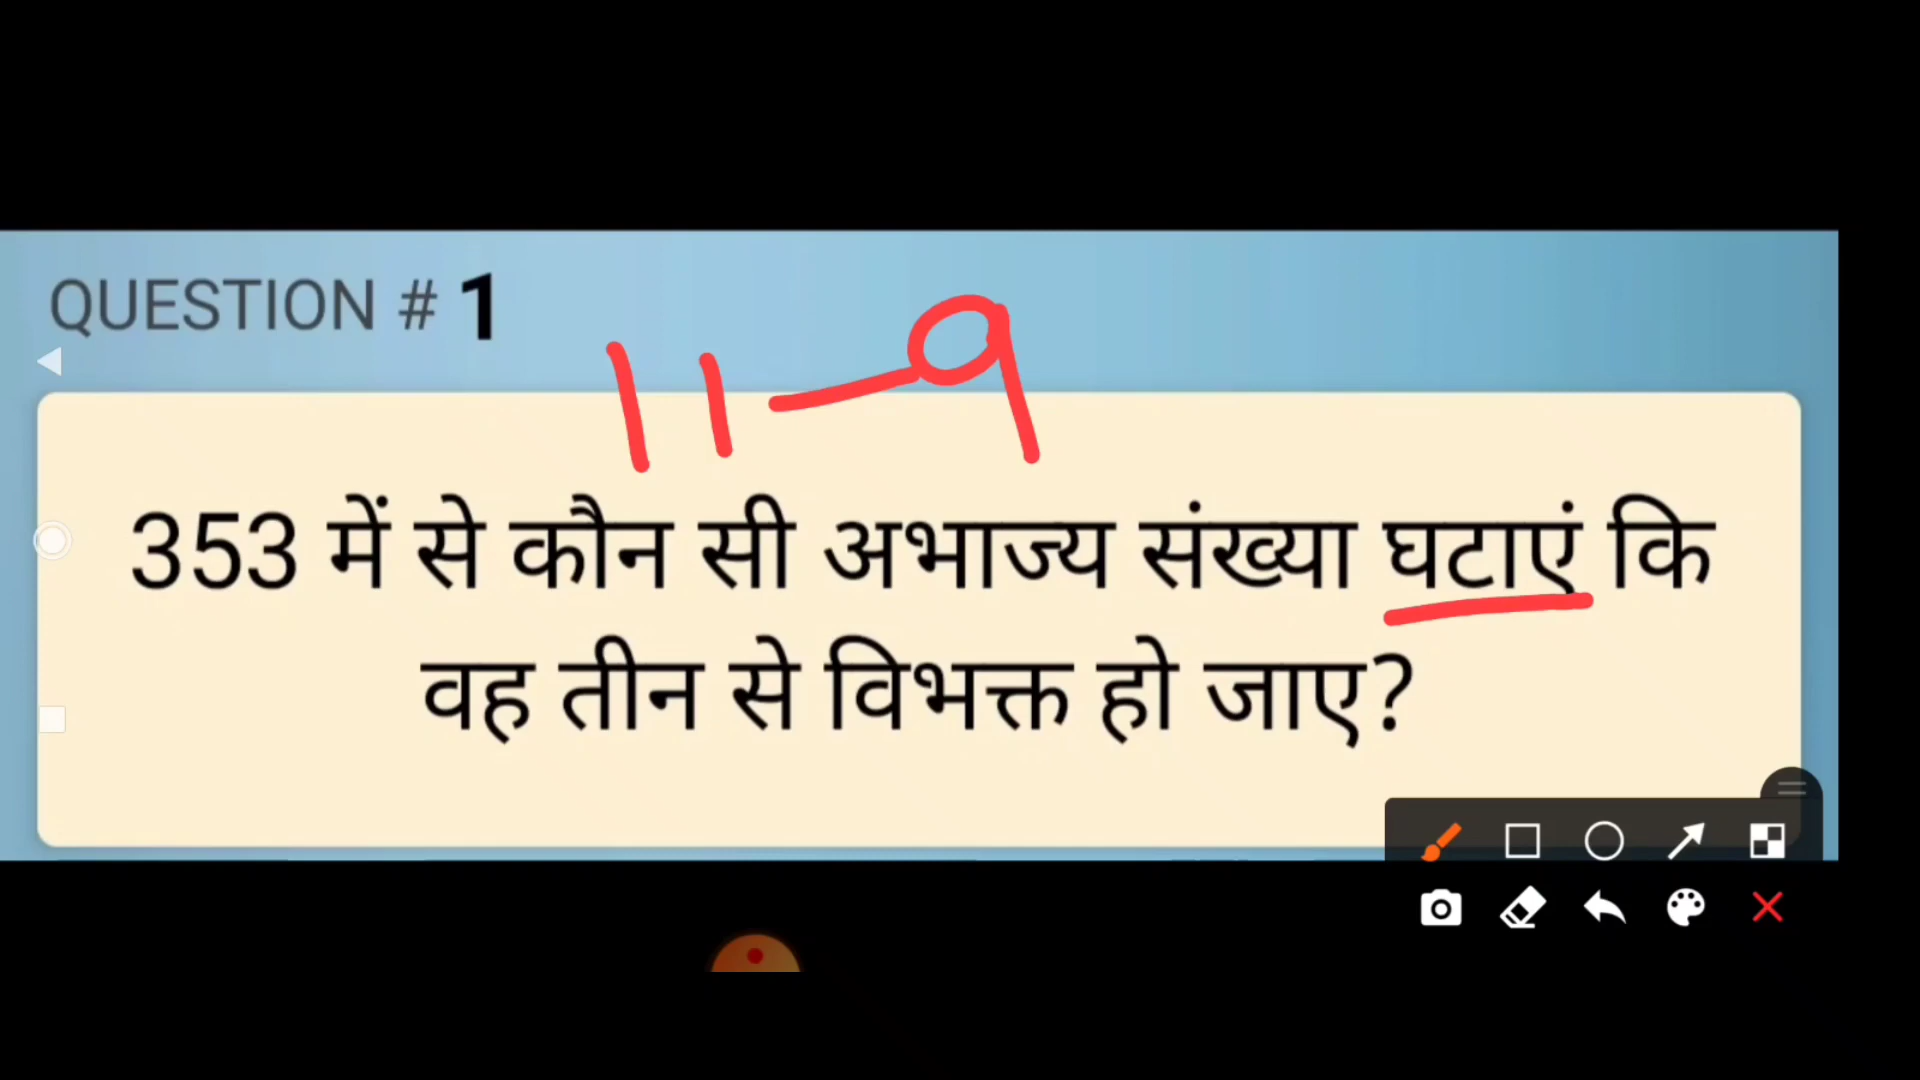 QUESTION # 1
11-9
353 में से कौन सी अभाज्य संख्या घटाएं कि
वह तीन से विभक्त हो जाए?